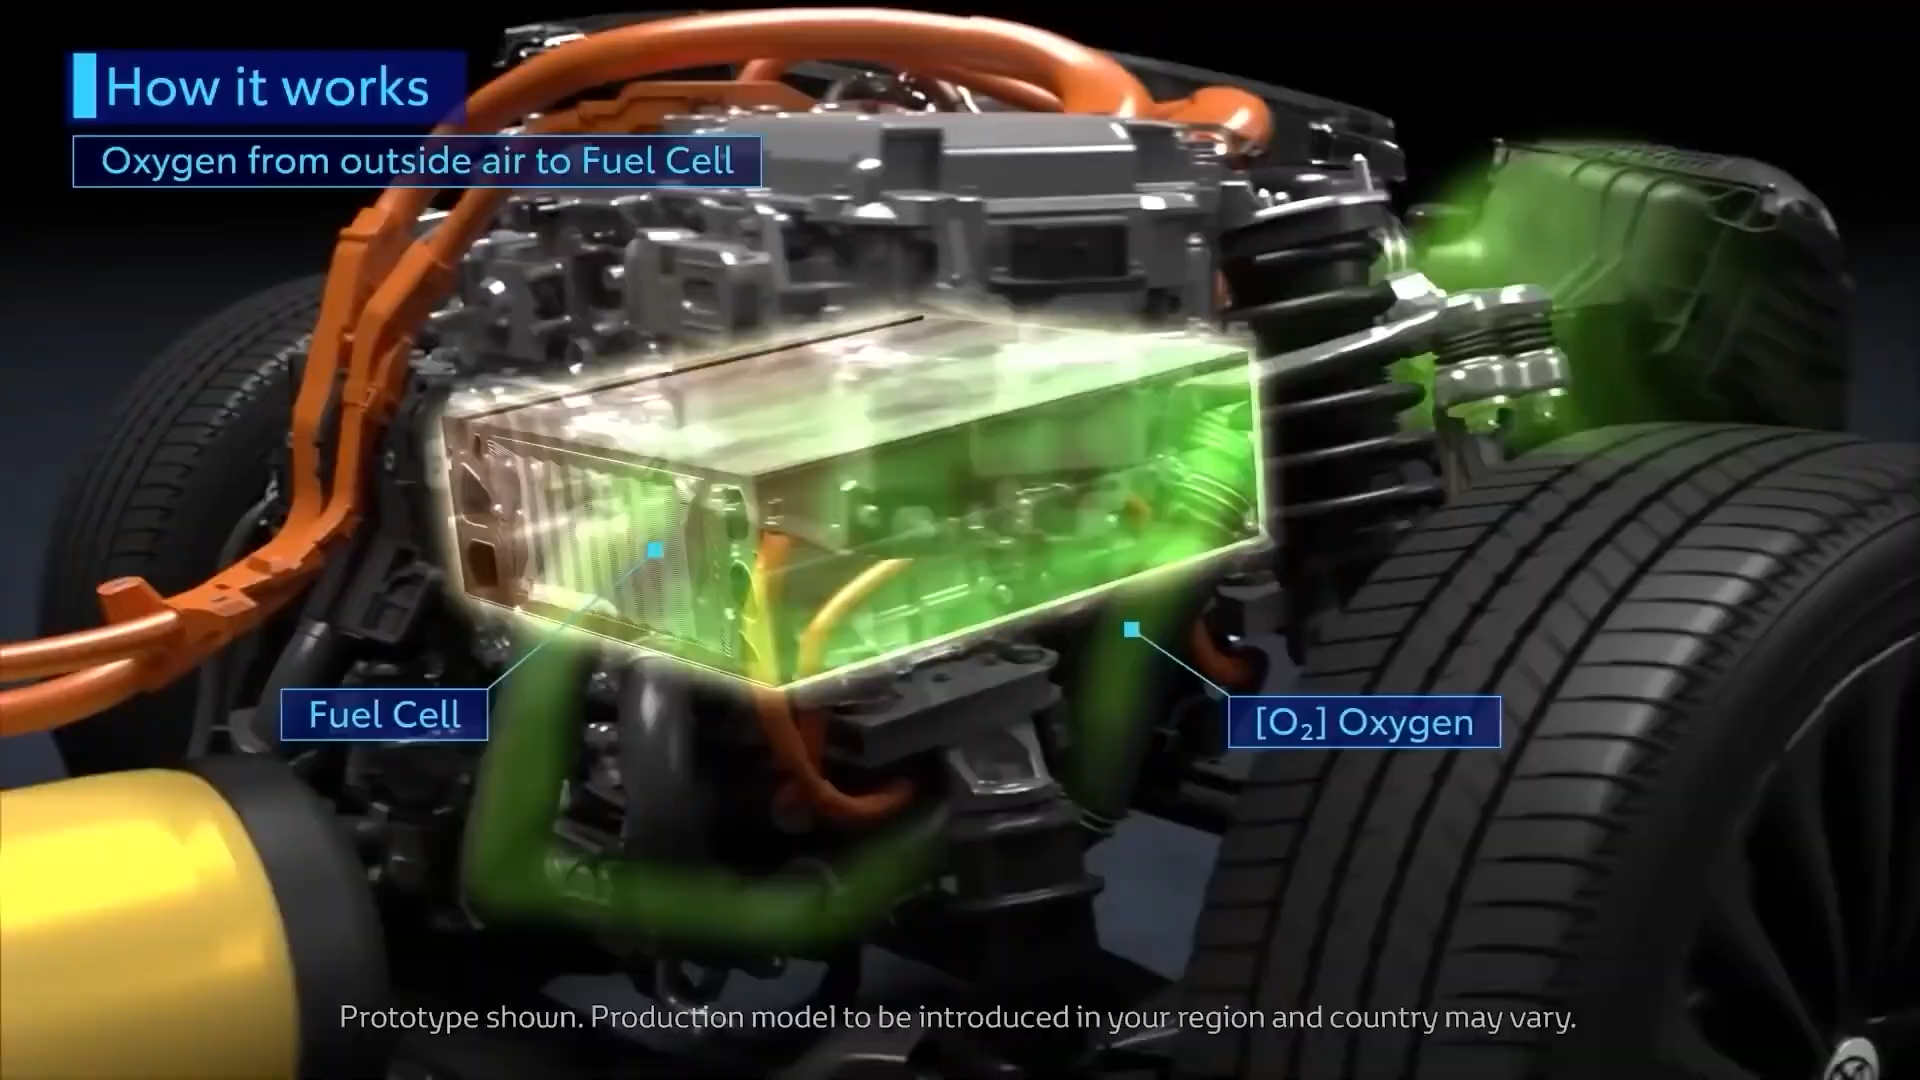 How it works
Oxygen from outside air to Fuel Cell
Fuel Cell
[O₂] Oxygen
Prototype shown. Production model to be introduced in your region and country may vary.